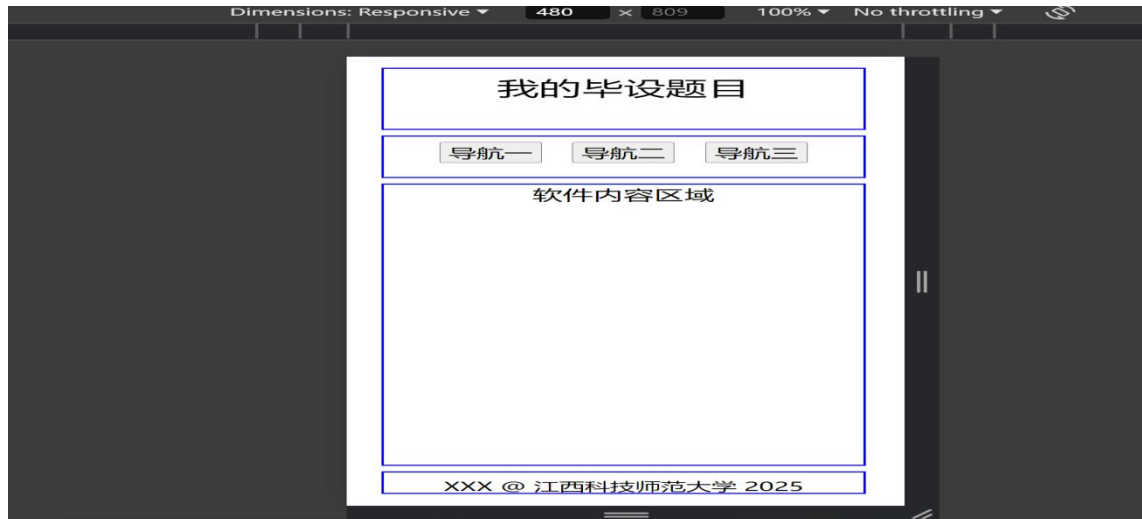 Dimensions: Responsive 480 × 809 100% No throttling
我的毕设题目
导航一 导航二 导航三
软件内容区域
XXX @ 江西科技师范大学 2025